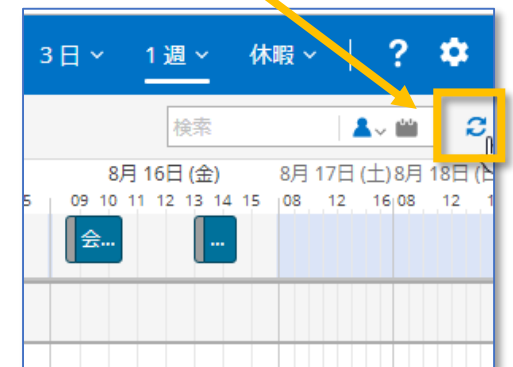 3日 1週 休暇 ?
検索
8月 16日 (金) 8月 17日 (土) 8月 18日
09 10 11 12 13 14 15 08 12 16 08 12
会... ...